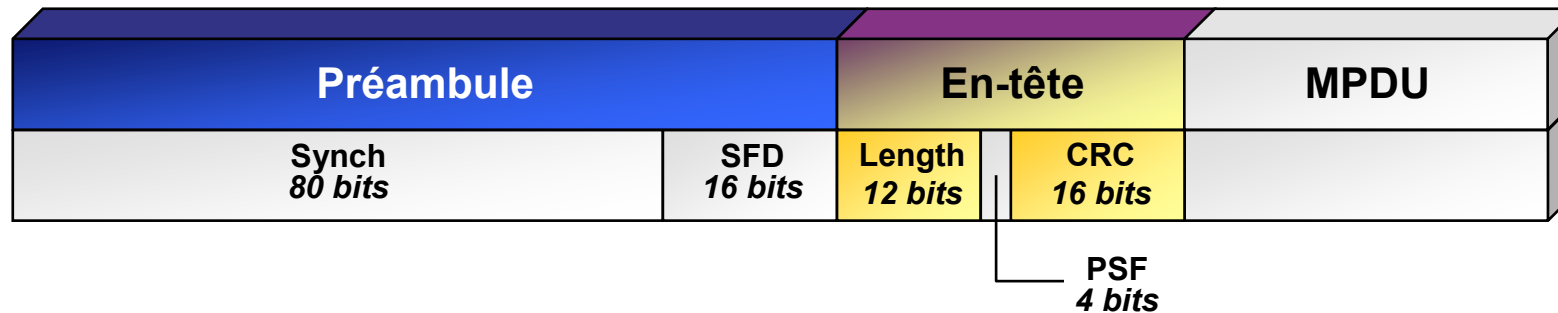 Préambule En-tête MPDU
Synch SFD Length CRC
80 bits 16 bits 12 bits 16 bits
PSF
4 bits